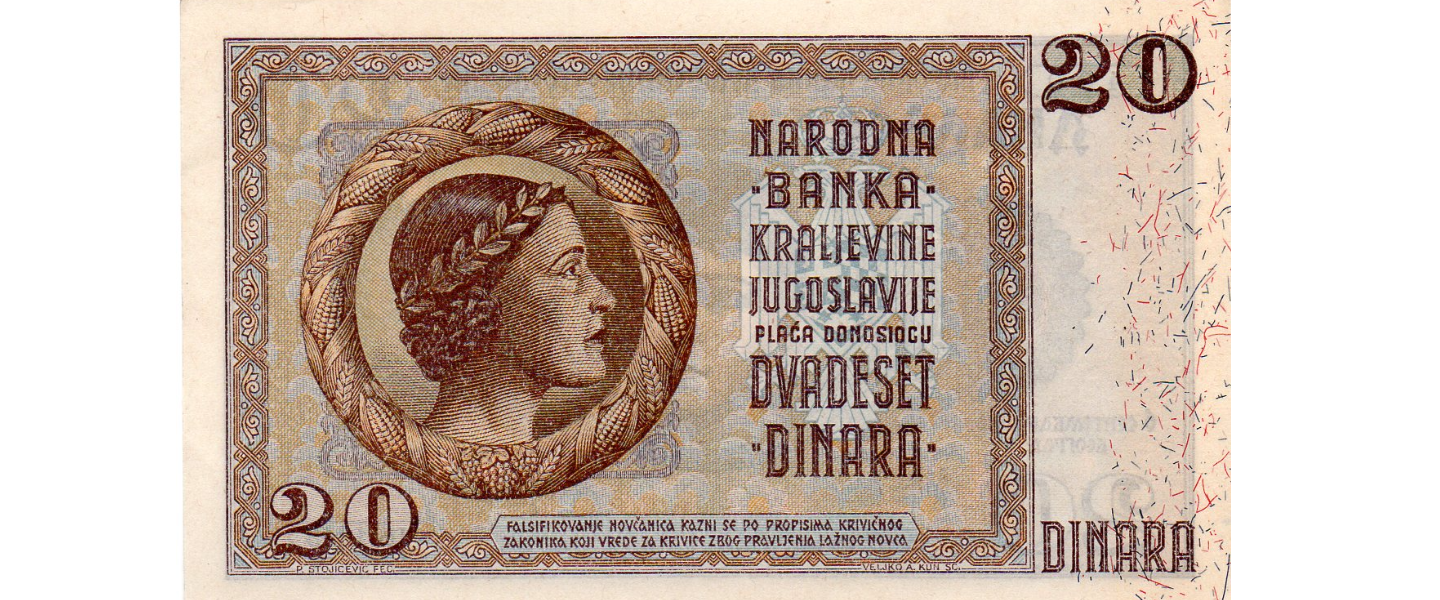 20
NARODNA
"BANKA"
KRALJEVINE
JUGOSLAVIJE
PLAĆA DONOSIOCU
DVADESET
"DINARA"
20
FALSIFIKOVANJE NOVČANICA KAZNI SE PO PROPISIMA KRIVIČNOG
ZAKONIKA KOJI VREDE ZA KRIVICE ZBOG PRAVLJENJA LAŽNOG NOVCA
DINARA
P. STOJIĆEVIĆ FEC.
VELJKO A. KUN SC.